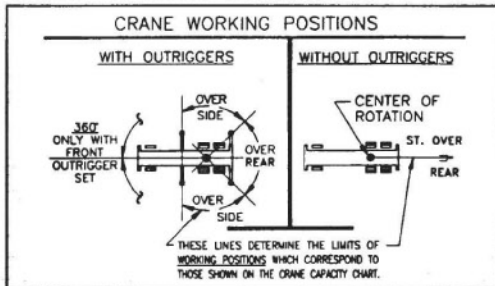 CRANE WORKING POSITIONS
WITH OUTRIGGERS
WITHOUT OUTRIGGERS
360°
ONLY WITH
FRONT
OUTRIGGER
SET
OVER
SIDE
OVER
REAR
OVER
SIDE
CENTER OF
ROTATION
ST. OVER
REAR
THESE LINES DETERMINE THE LIMITS OF
WORKING POSITIONS WHICH CORRESPOND TO
THOSE SHOWN ON THE CRANE CAPACITY CHART.